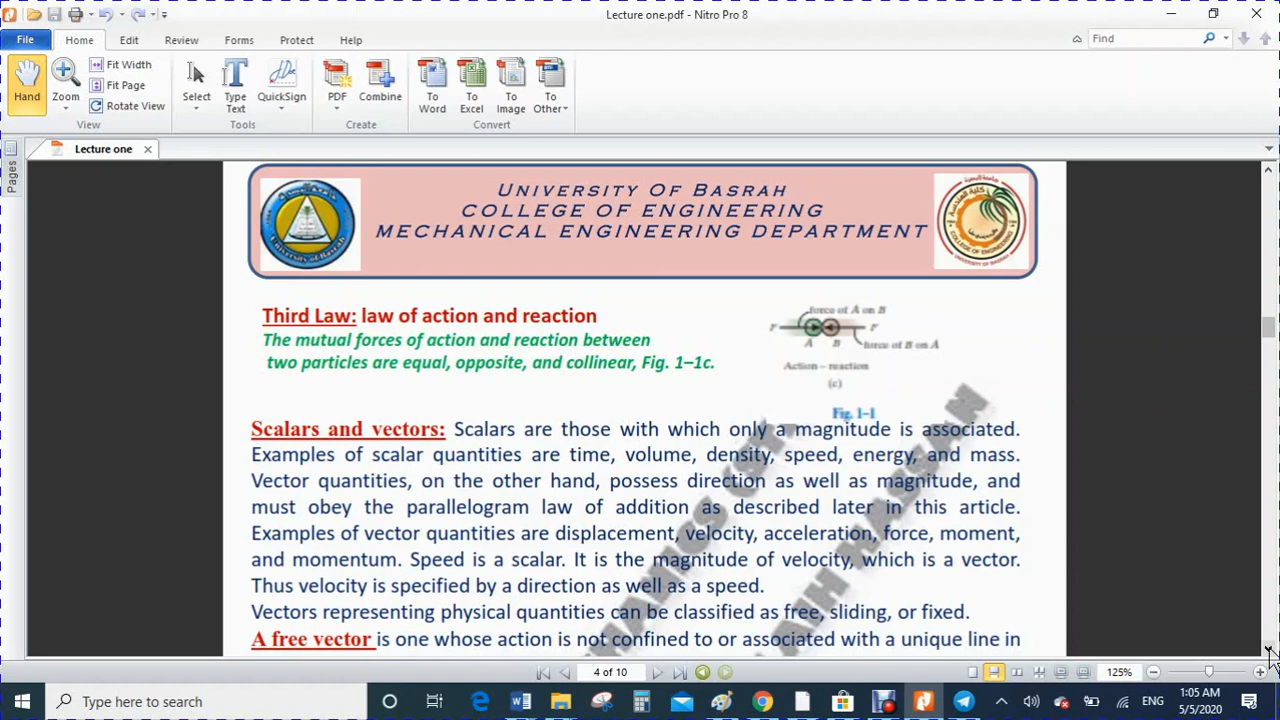 Lecture one.pdf - Nitro Pro 8
File Home Edit Review Forms Protect Help
Find
Hand
Zoom
Fit Width
Fit Page
Rotate View
View
Select
Type
Text
QuickSign
Tools
PDF
Combine
Create
To
Word
To
Excel
To
Image
To
Other
Convert
Pages
Lecture one
UNIVERSITY OF BASRAH
COLLEGE OF ENGINEERING
MECHANICAL ENGINEERING DEPARTMENT
Third Law: law of action and reaction
The mutual forces of action and reaction between
two particles are equal, opposite, and collinear, Fig. 1–1c.
force of A on B
F F
A B
force of B on A
Action – reaction
(c)
Fig. 1–1
Scalars and vectors: Scalars are those with which only a magnitude is associated.
Examples of scalar quantities are time, volume, density, speed, energy, and mass.
Vector quantities, on the other hand, possess direction as well as magnitude, and
must obey the parallelogram law of addition as described later in this article.
Examples of vector quantities are displacement, velocity, acceleration, force, moment,
and momentum. Speed is a scalar. It is the magnitude of velocity, which is a vector.
Thus velocity is specified by a direction as well as a speed.
Vectors representing physical quantities can be classified as free, sliding, or fixed.
A free vector is one whose action is not confined to or associated with a unique line in
4 of 10
125%
Type here to search
ENG
1:05 AM
5/5/2020